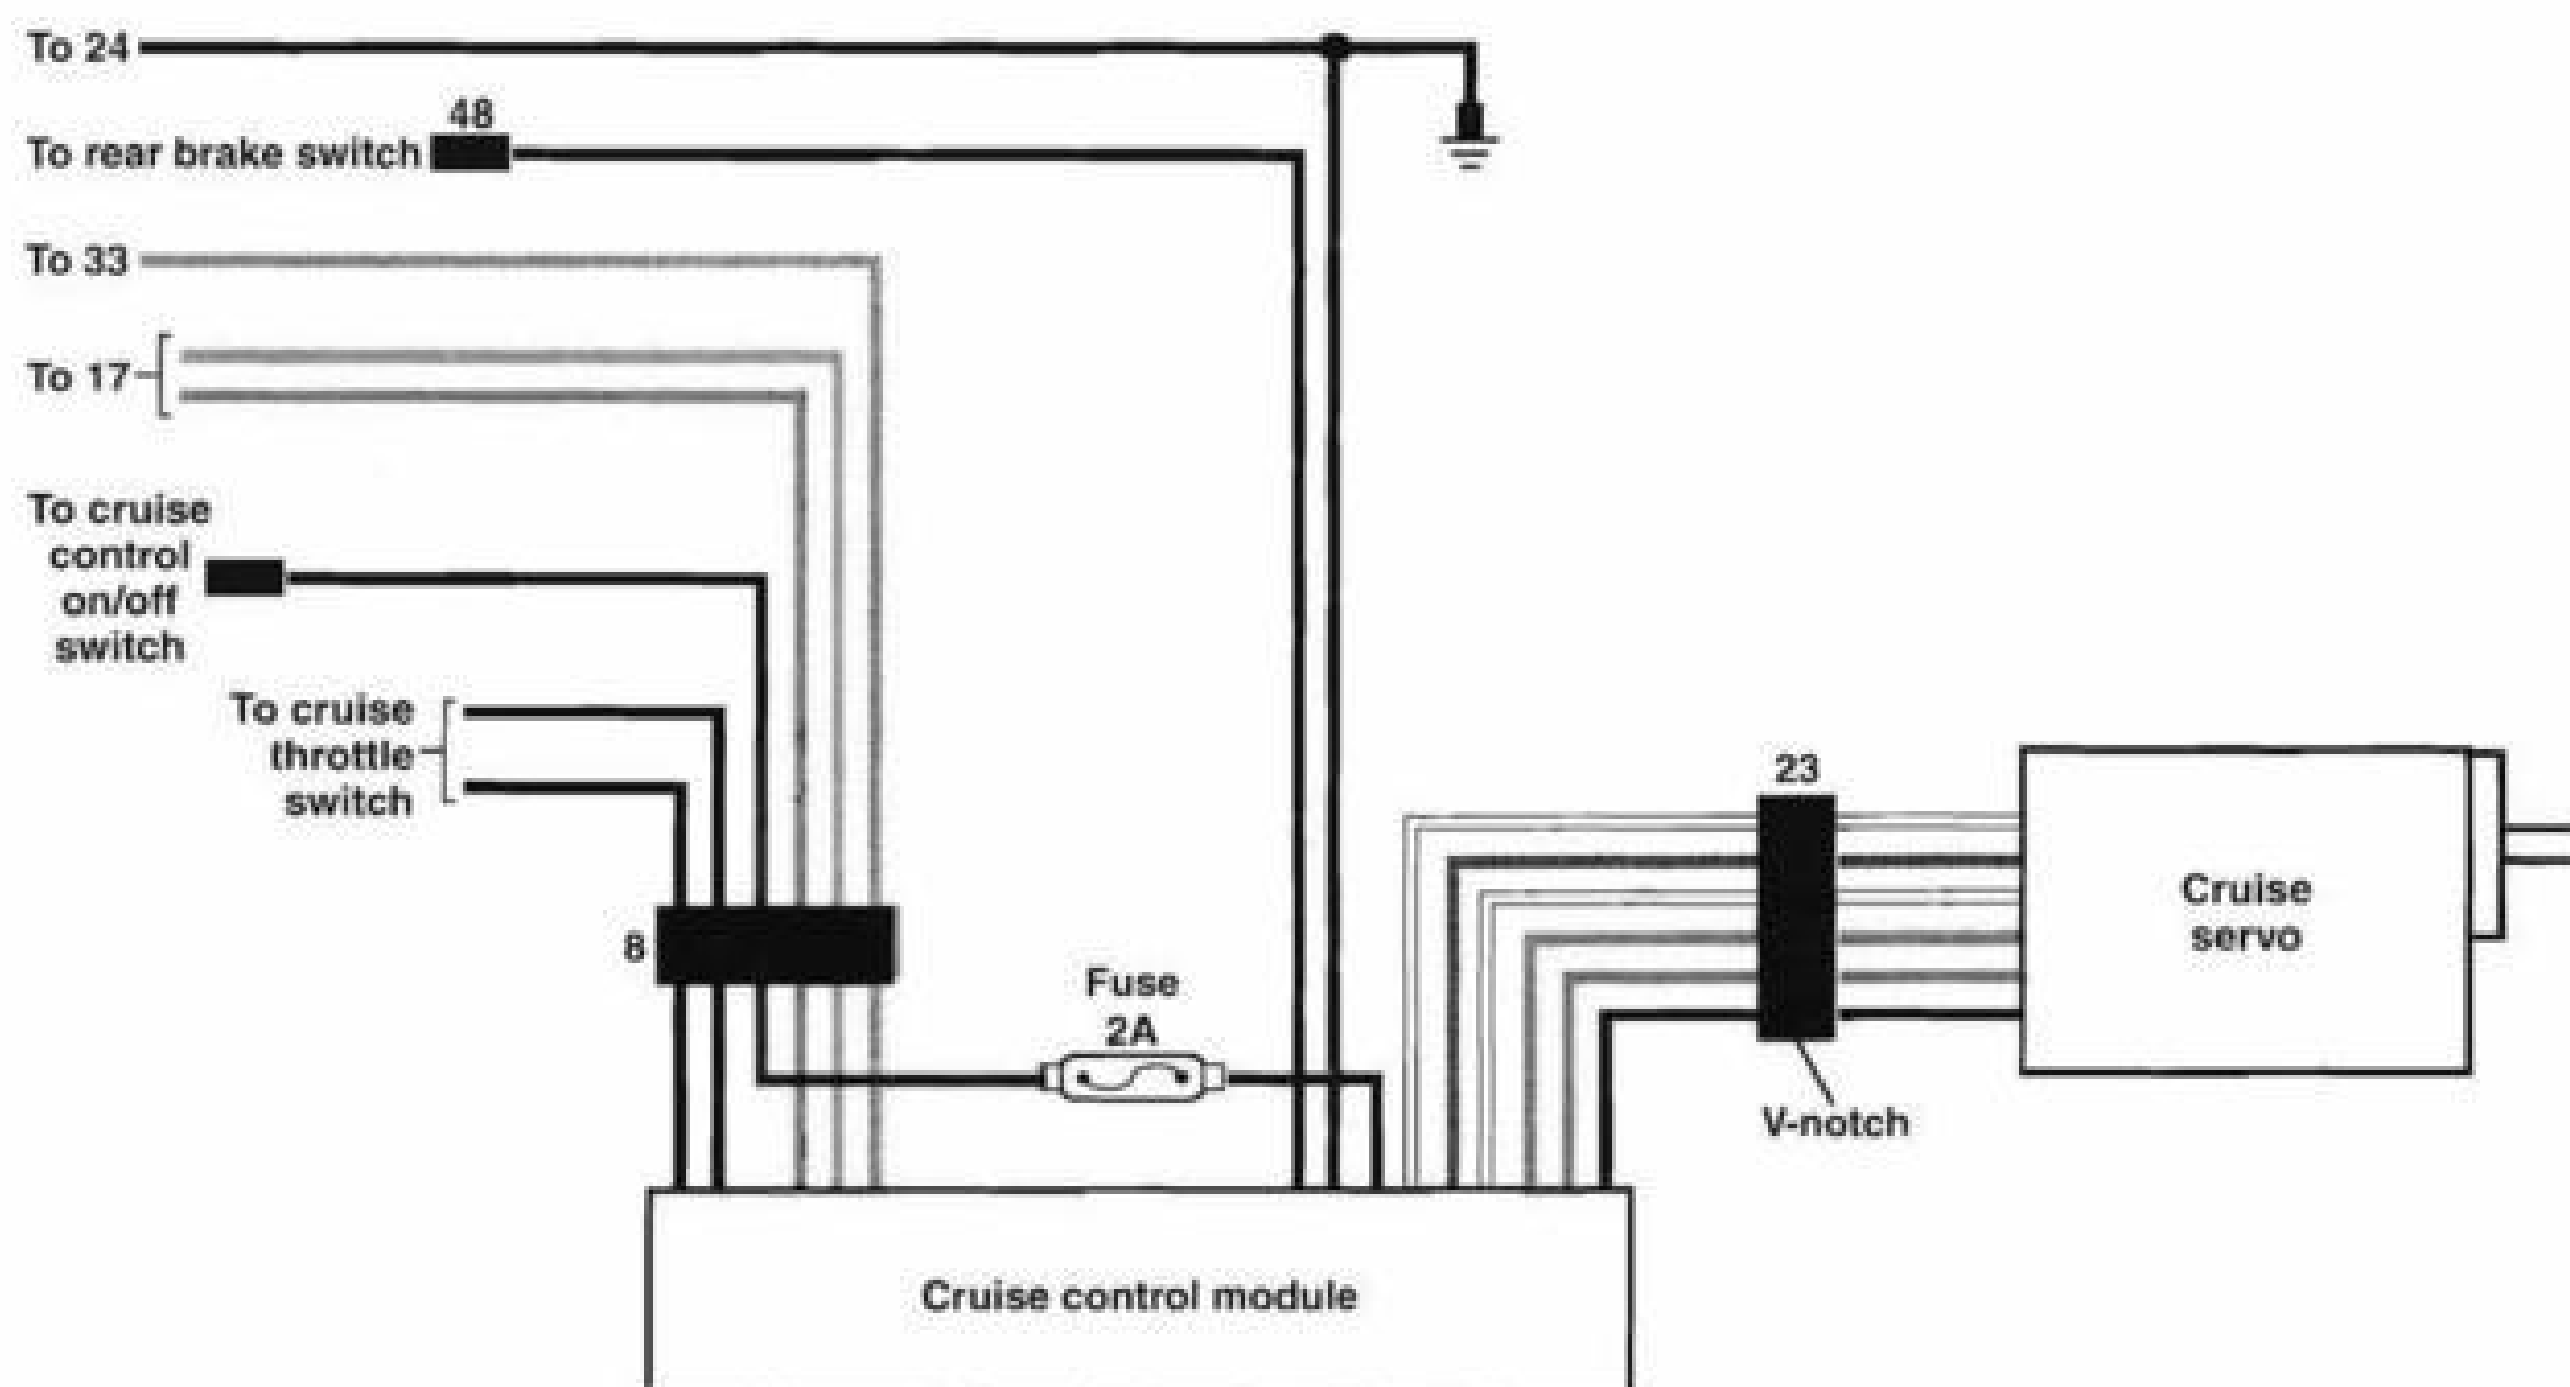 To 24
48
To rear brake switch
To 33
To 17
To cruise
control
on/off
switch
To cruise
throttle
switch
8
Fuse
2A
23
Cruise
servo
V-notch
Cruise control module